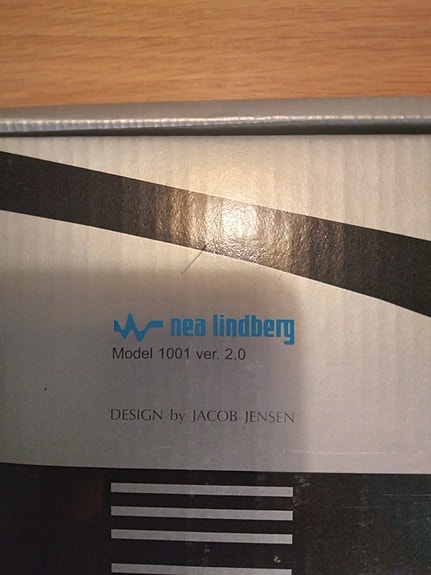 nea lindberg
Model 1001 ver. 2.0
DESIGN by JACOB JENSEN